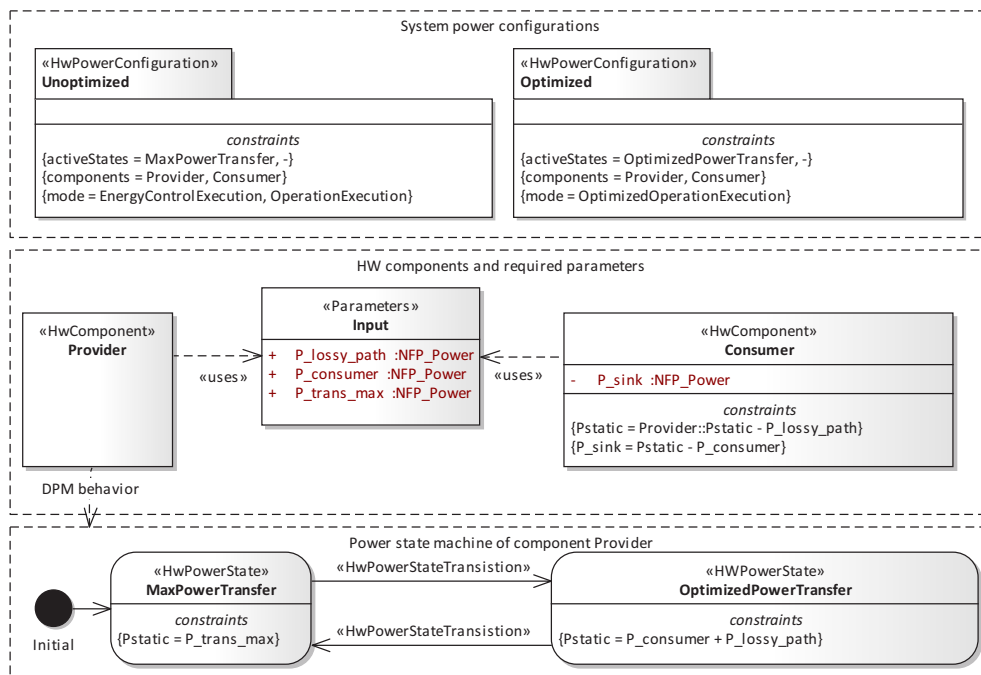 System power configurations
«HwPowerConfiguration»
Unoptimized
constraints
{activeStates = MaxPowerTransfer, -}
{components = Provider, Consumer}
{mode = EnergyControlExecution, OperationExecution}
«HwPowerConfiguration»
Optimized
constraints
{activeStates = OptimizedPowerTransfer, -}
{components = Provider, Consumer}
{mode = OptimizedOperationExecution}
HW components and required parameters
«HwComponent»
Provider
«uses»
«Parameters»
Input
+ P_lossy_path :NFP_Power
+ P_consumer :NFP_Power
+ P_trans_max :NFP_Power
«uses»
«HwComponent»
Consumer
- P_sink :NFP_Power
constraints
{Pstatic = Provider::Pstatic - P_lossy_path}
{P_sink = Pstatic - P_consumer}
DPM behavior
Power state machine of component Provider
Initial
«HwPowerState»
MaxPowerTransfer
constraints
{Pstatic = P_trans_max}
«HwPowerStateTransistion»
«HwPowerStateTransistion»
«HWPowerState»
OptimizedPowerTransfer
constraints
{Pstatic = P_consumer + P_lossy_path}